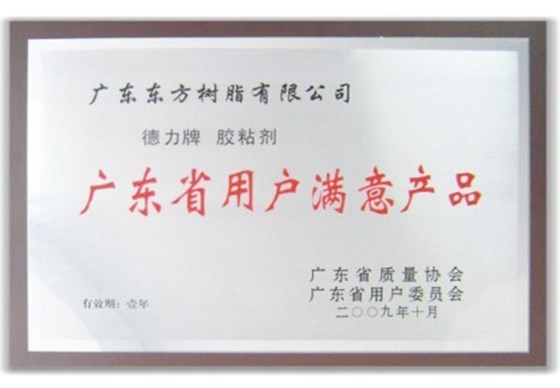 广东东方树脂有限公司
德力牌 胶粘剂
广东省用户满意产品
广东省质量协会
广东省用户委员会
有效期：壹年
二〇〇九年十月